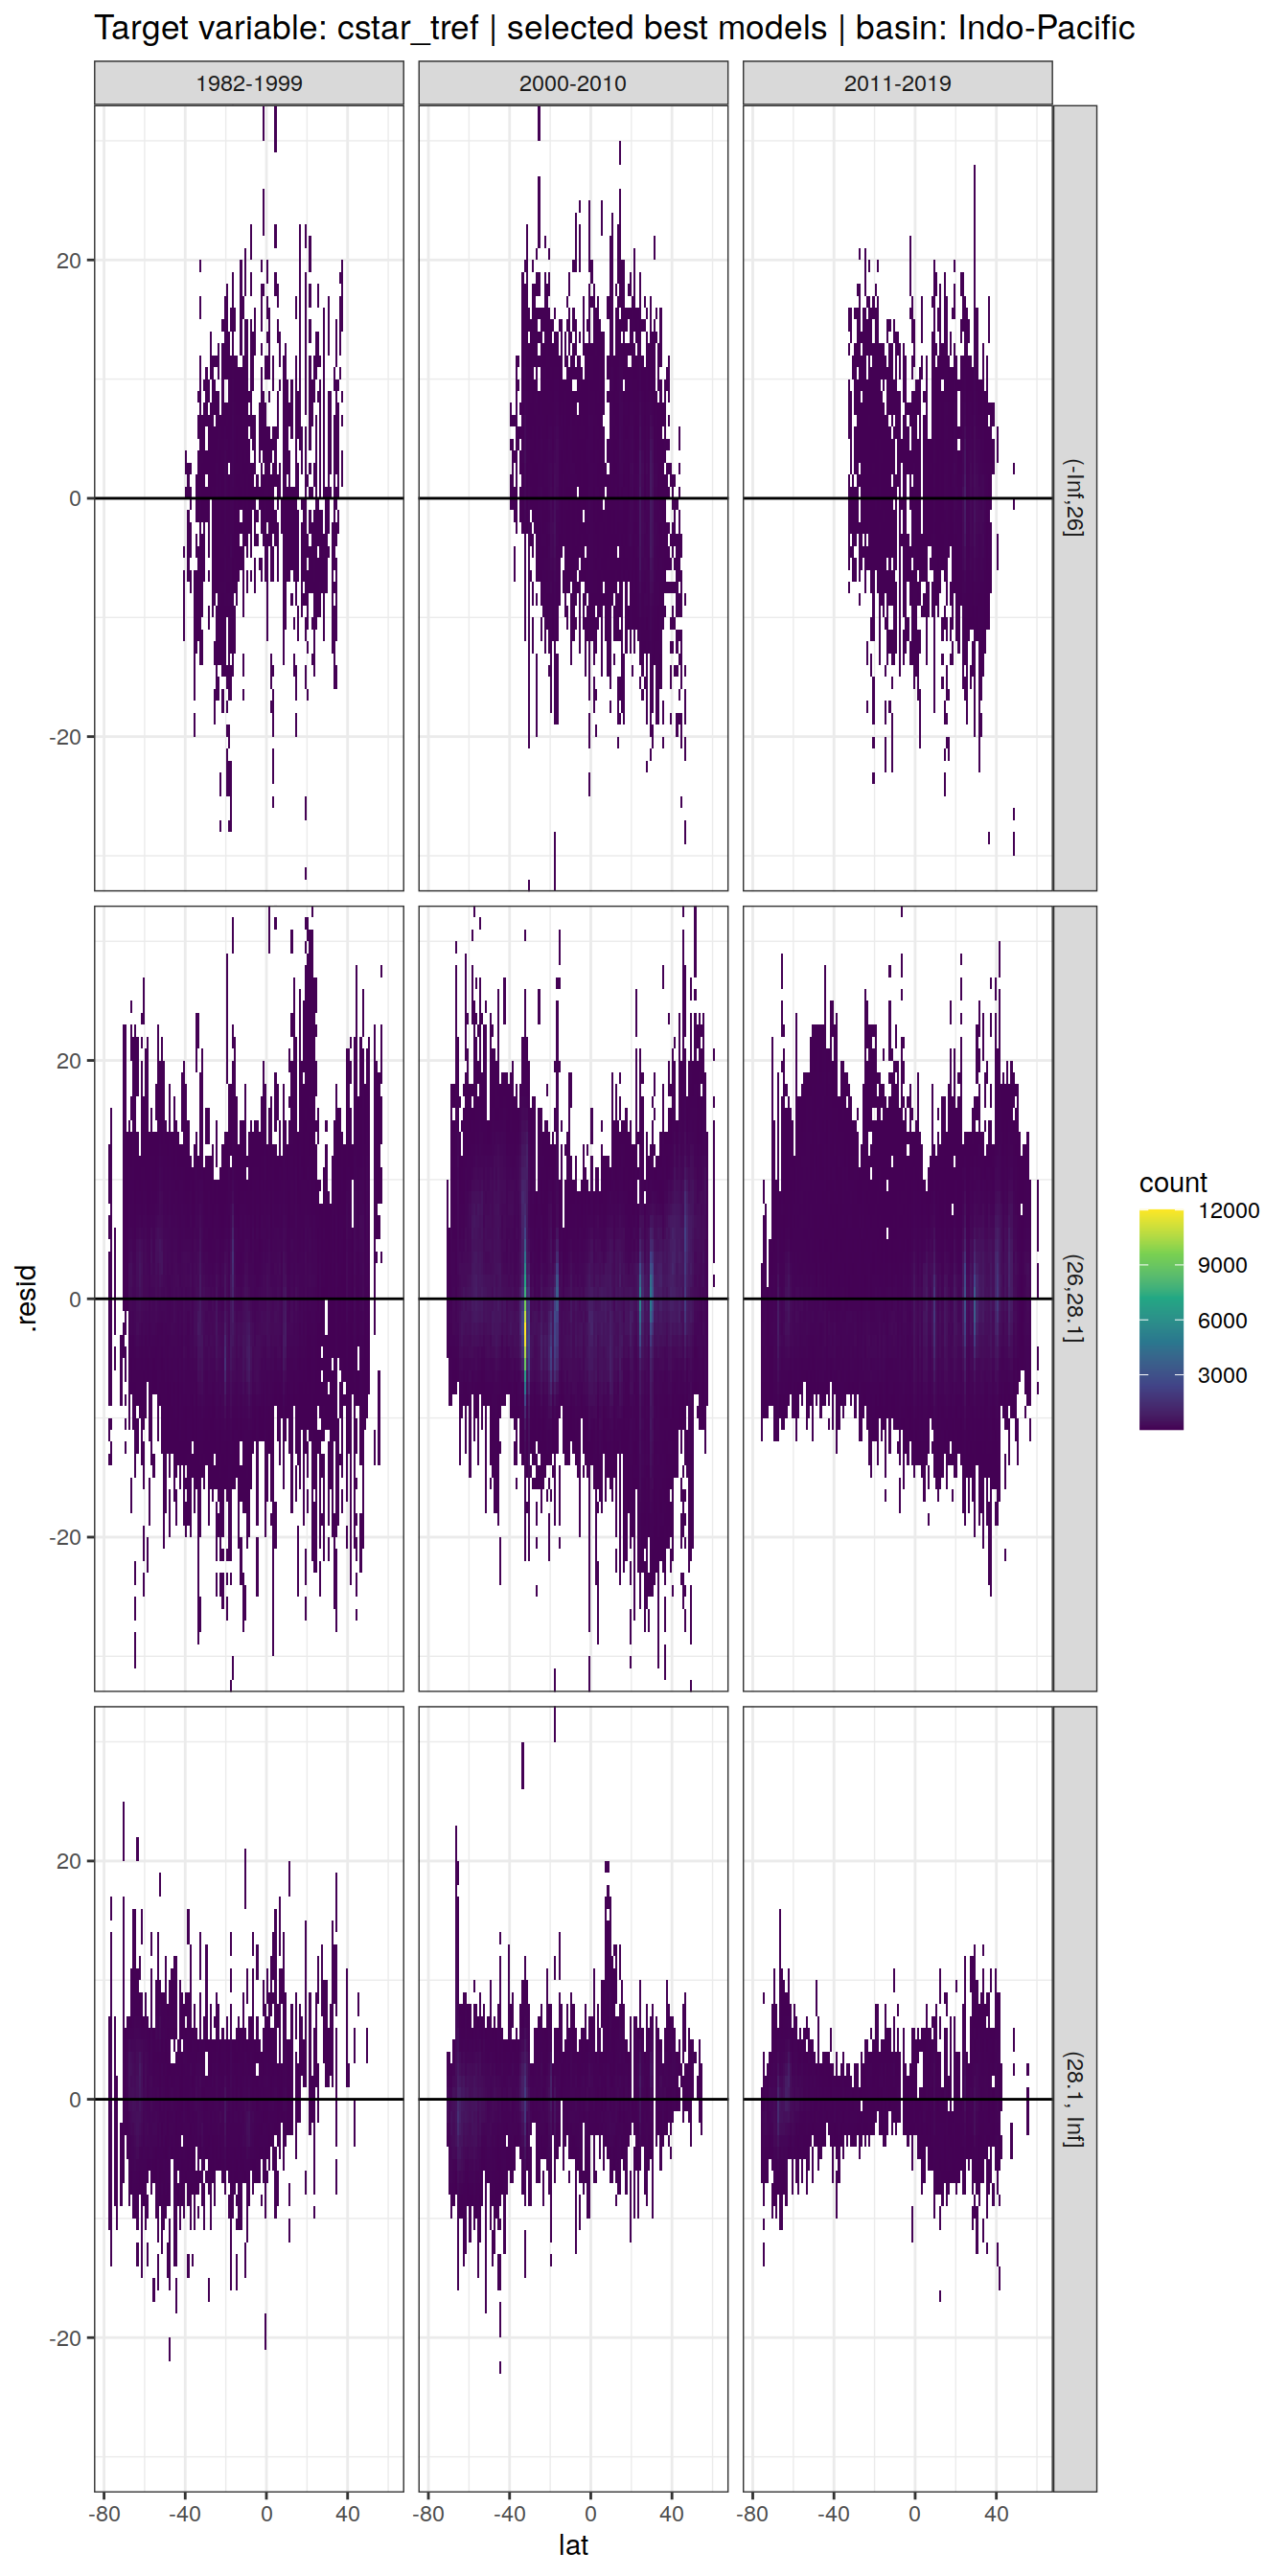 Target variable: cstar_tref | selected best models | basin: Indo-Pacific
1982-1999
2000-2010
2011-2019
20
0
-20
(-Inf,26]
20
0
-20
(26,28.1]
20
0
-20
(28.1, Inf]
.resid
-80 -40 0 40
-80 -40 0 40
-80 -40 0 40
lat
count
12000
9000
6000
3000